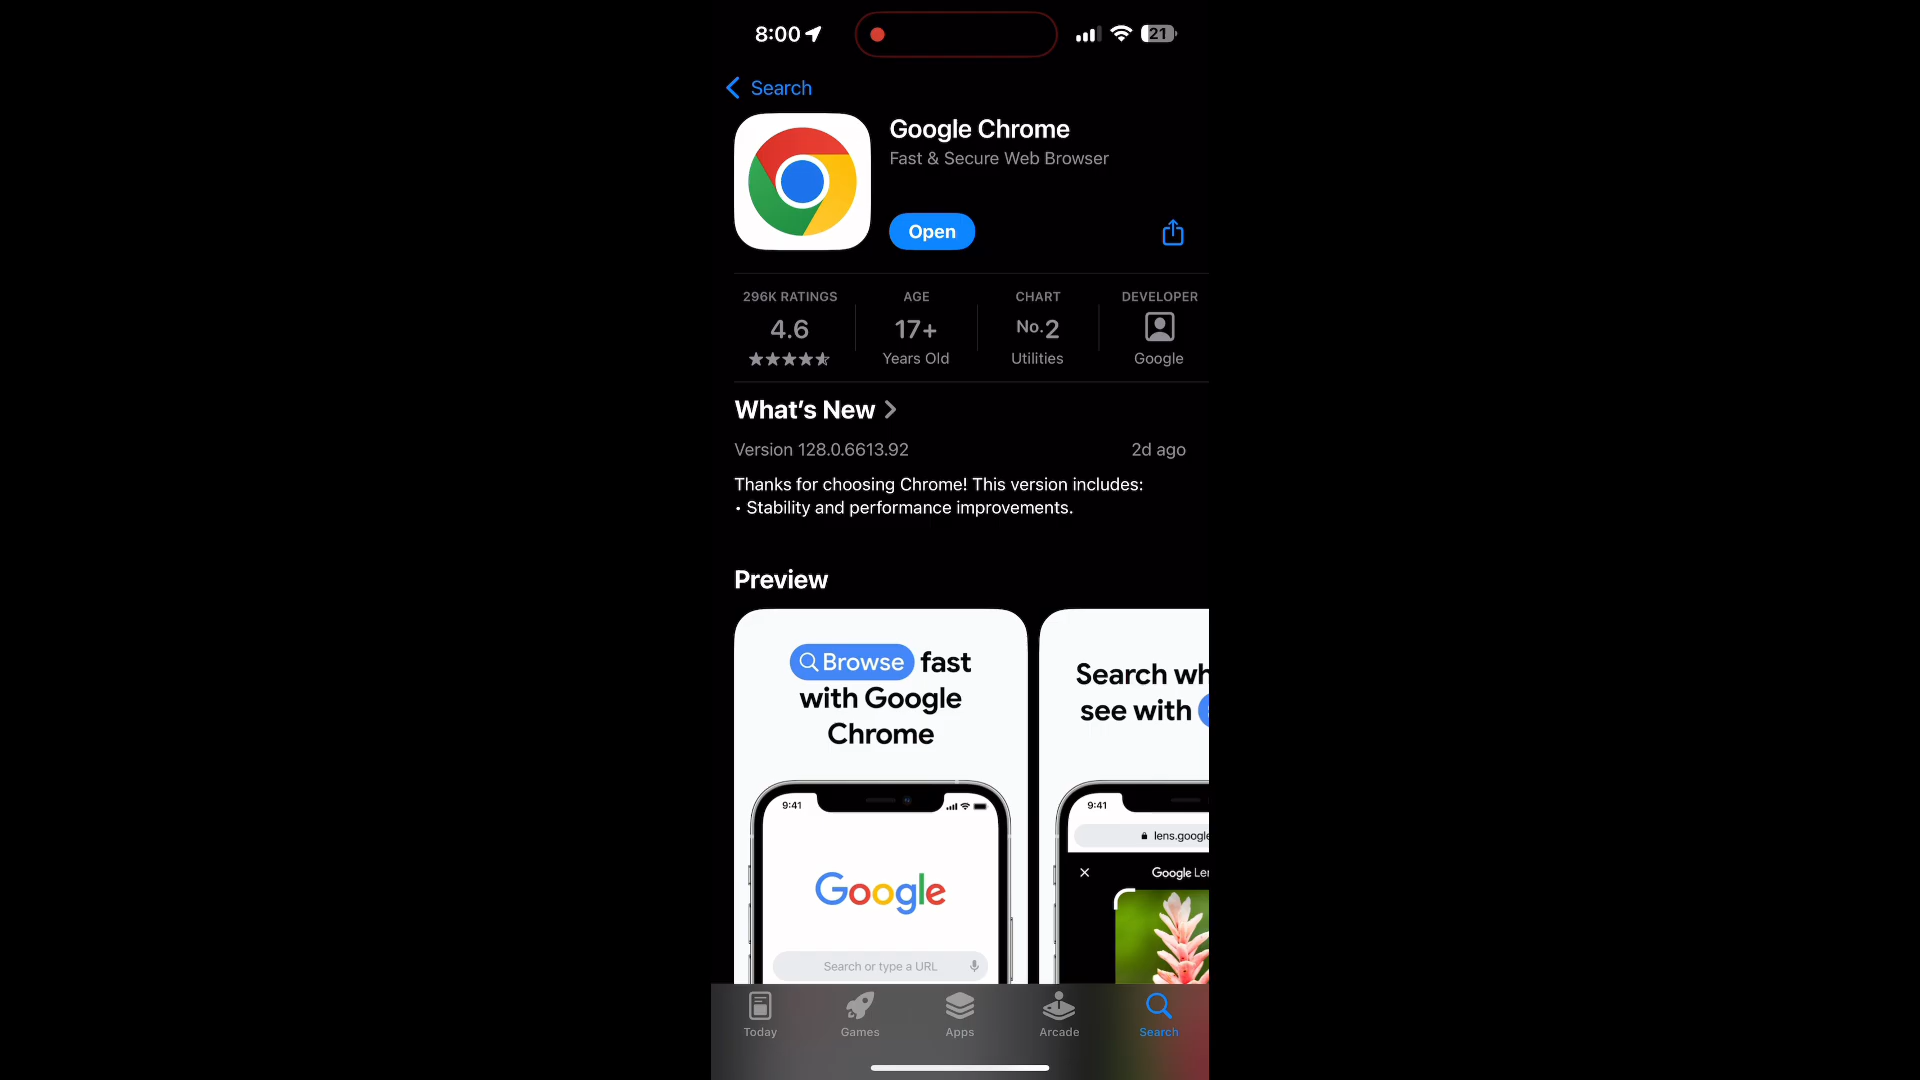 8:00
21
Search
Google Chrome
Fast & Secure Web Browser
Open
296K RATINGS
4.6
AGE
17+
Years Old
CHART
No.2
Utilities
DEVELOPER
Google
What's New
Version 128.0.6613.92
2d ago
Thanks for choosing Chrome! This version includes:
• Stability and performance improvements.
Preview
Browse fast
with Google
Chrome
9:41
Google
Search or type a URL
Search wh
see with
9:41
lens.google
Google Len
Today
Games
Apps
Arcade
Search